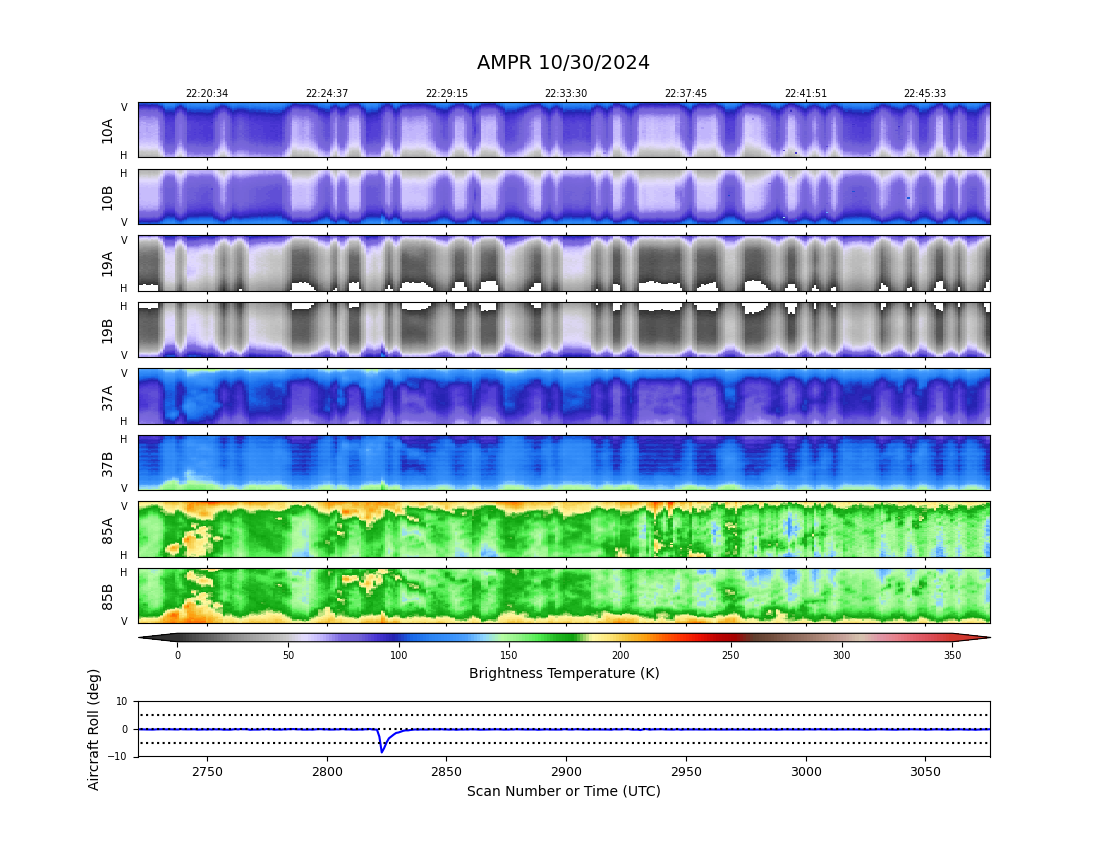 AMPR 10/30/2024
22:20:34 22:24:37 22:29:15 22:33:30 22:37:45 22:41:51 22:45:33
V
10A
H
H
10B
V
V
19A
H
H
19B
V
V
37A
H
H
37B
V
V
85A
H
H
85B
V
0 50 100 150 200 250 300 350
Brightness Temperature (K)
Aircraft Roll (deg)
10
0
−10
2750 2800 2850 2900 2950 3000 3050
Scan Number or Time (UTC)